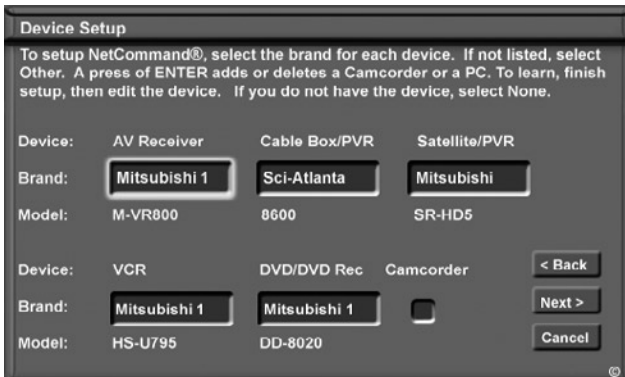 Device Setup
To setup NetCommand®, select the brand for each device. If not listed, select
Other. A press of ENTER adds or deletes a Camcorder or a PC. To learn, finish
setup, then edit the device. If you do not have the device, select None.
Device: AV Receiver Cable Box/PVR Satellite/PVR
Brand: Mitsubishi 1 Sci-Atlanta Mitsubishi
Model: M-VR800 8600 SR-HD5
Device: VCR DVD/DVD Rec Camcorder < Back
Brand: Mitsubishi 1 Mitsubishi 1 Next >
Model: HS-U795 DD-8020 Cancel
©